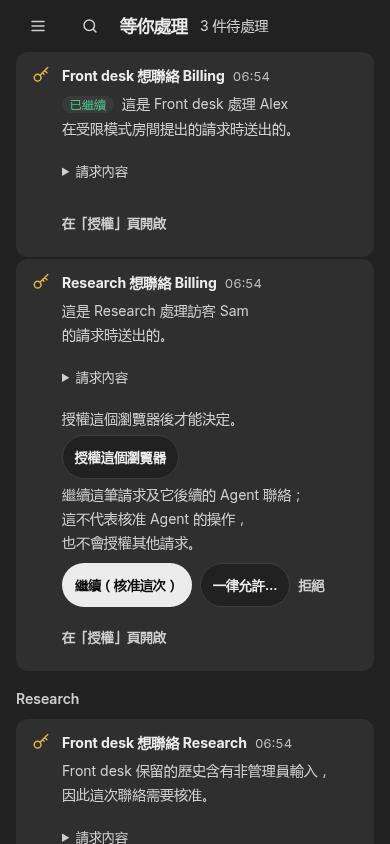 等你處理 3 件待處理
Front desk 想聯絡 Billing 06:54
已繼續 這是 Front desk 處理 Alex
在受限模式房間提出的請求時送出的。
請求內容
在「授權」頁開啟
Research 想聯絡 Billing 06:54
這是 Research 處理訪客 Sam
的請求時送出的。
請求內容
授權這個瀏覽器後才能決定。
授權這個瀏覽器
繼續這筆請求及它後續的 Agent 聯絡；
這不代表核准 Agent 的操作，
也不會授權其他請求。
繼續（核准這次） 一律允許… 拒絕
在「授權」頁開啟
Research
Front desk 想聯絡 Research 06:54
Front desk 保留的歷史含有非管理員輸入，
因此這次聯絡需要核准。
請求內容